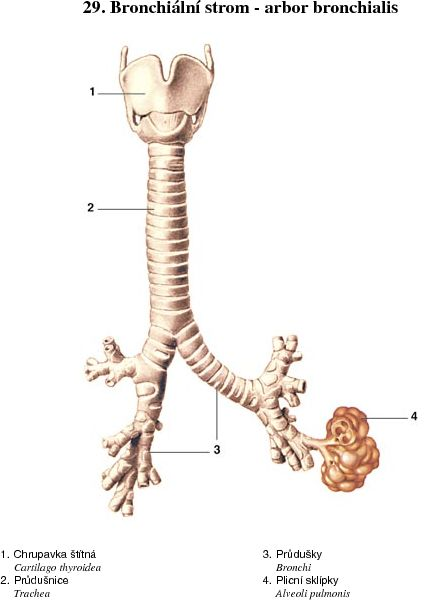 29. Bronchiální strom - arbor bronchialis
1
2
3
4
1. Chrupavka štítná
Cartilago thyroidea
2. Průdušnice
Trachea
3. Průdušky
Bronchi
4. Plicní sklípky
Alveoli pulmonis